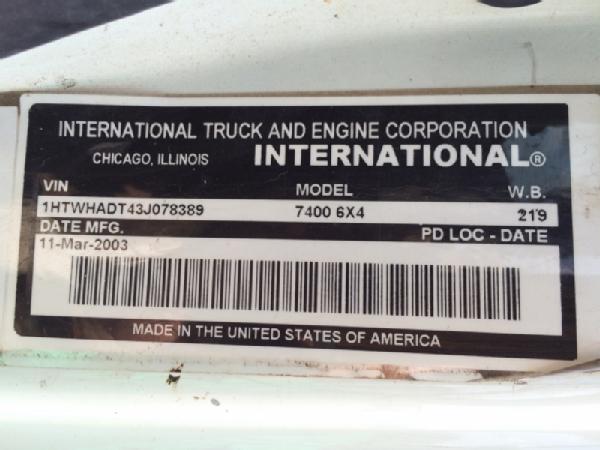 INTERNATIONAL TRUCK AND ENGINE CORPORATION
CHICAGO, ILLINOIS INTERNATIONAL®
VIN MODEL W.B.
1HTWHADT43J078389 7400 6X4 219
DATE MFG. PD LOC - DATE
11-Mar-2003
MADE IN THE UNITED STATES OF AMERICA